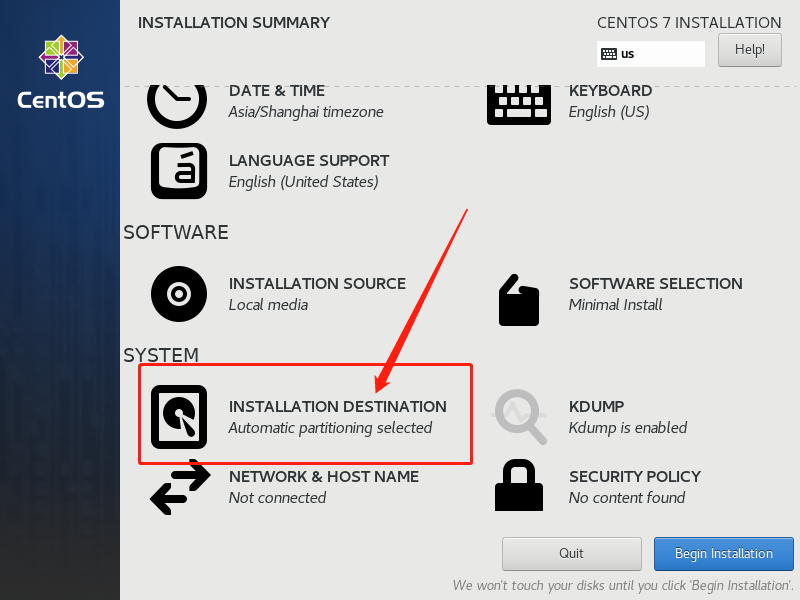 INSTALLATION SUMMARY
CENTOS 7 INSTALLATION
us
Help!
CentOS
DATE & TIME
Asia/Shanghai timezone
KEYBOARD
English (US)
á
LANGUAGE SUPPORT
English (United States)
SOFTWARE
INSTALLATION SOURCE
Local media
SOFTWARE SELECTION
Minimal Install
SYSTEM
INSTALLATION DESTINATION
Automatic partitioning selected
KDUMP
Kdump is enabled
NETWORK & HOST NAME
Not connected
SECURITY POLICY
No content found
Quit
Begin Installation
We won't touch your disks until you click 'Begin Installation'.